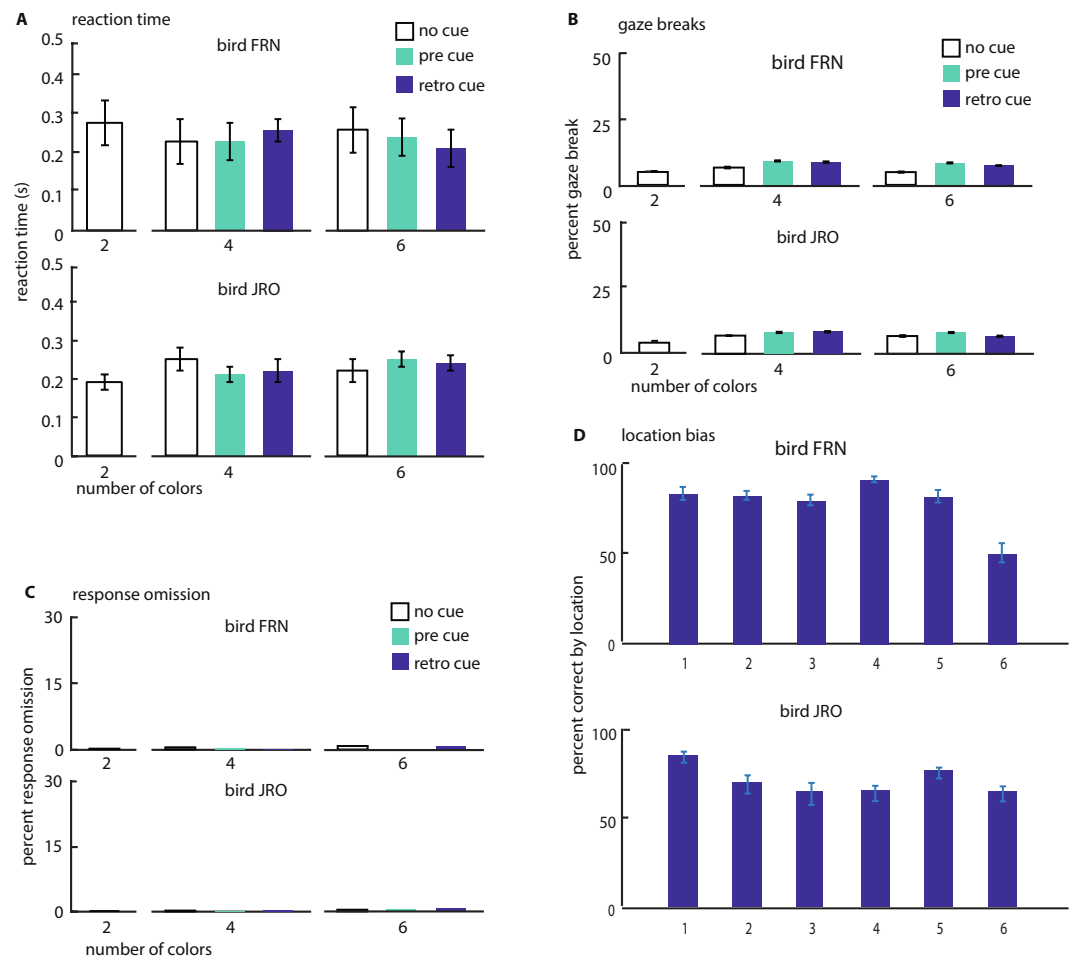 A reaction time
bird FRN
no cue
pre cue
retro cue
reaction time (s)
0.5
0.4
0.3
0.2
0.1
0
2 4 6
bird JRO
0.5
0.4
0.3
0.2
0.1
0
2 4 6
number of colors
B gaze breaks
bird FRN
no cue
pre cue
retro cue
percent gaze break
50
25
0
2 4 6
bird JRO
50
25
0
2 4 6
number of colors
C response omission
bird FRN
no cue
pre cue
retro cue
percent response omission
30
15
0
2 4 6
bird JRO
30
15
0
2 4 6
number of colors
D location bias
bird FRN
percent correct by location
100
50
0
1 2 3 4 5 6
bird JRO
100
50
0
1 2 3 4 5 6